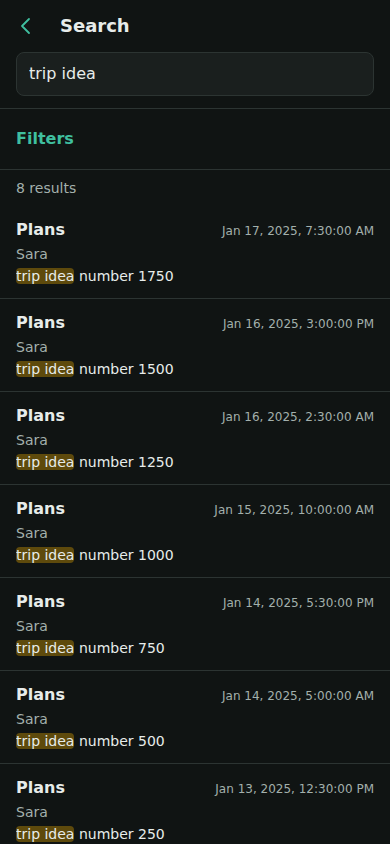 Search
trip idea
Filters
8 results
Plans
Jan 17, 2025, 7:30:00 AM
Sara
trip idea number 1750
Plans
Jan 16, 2025, 3:00:00 PM
Sara
trip idea number 1500
Plans
Jan 16, 2025, 2:30:00 AM
Sara
trip idea number 1250
Plans
Jan 15, 2025, 10:00:00 AM
Sara
trip idea number 1000
Plans
Jan 14, 2025, 5:30:00 PM
Sara
trip idea number 750
Plans
Jan 14, 2025, 5:00:00 AM
Sara
trip idea number 500
Plans
Jan 13, 2025, 12:30:00 PM
Sara
trip idea number 250